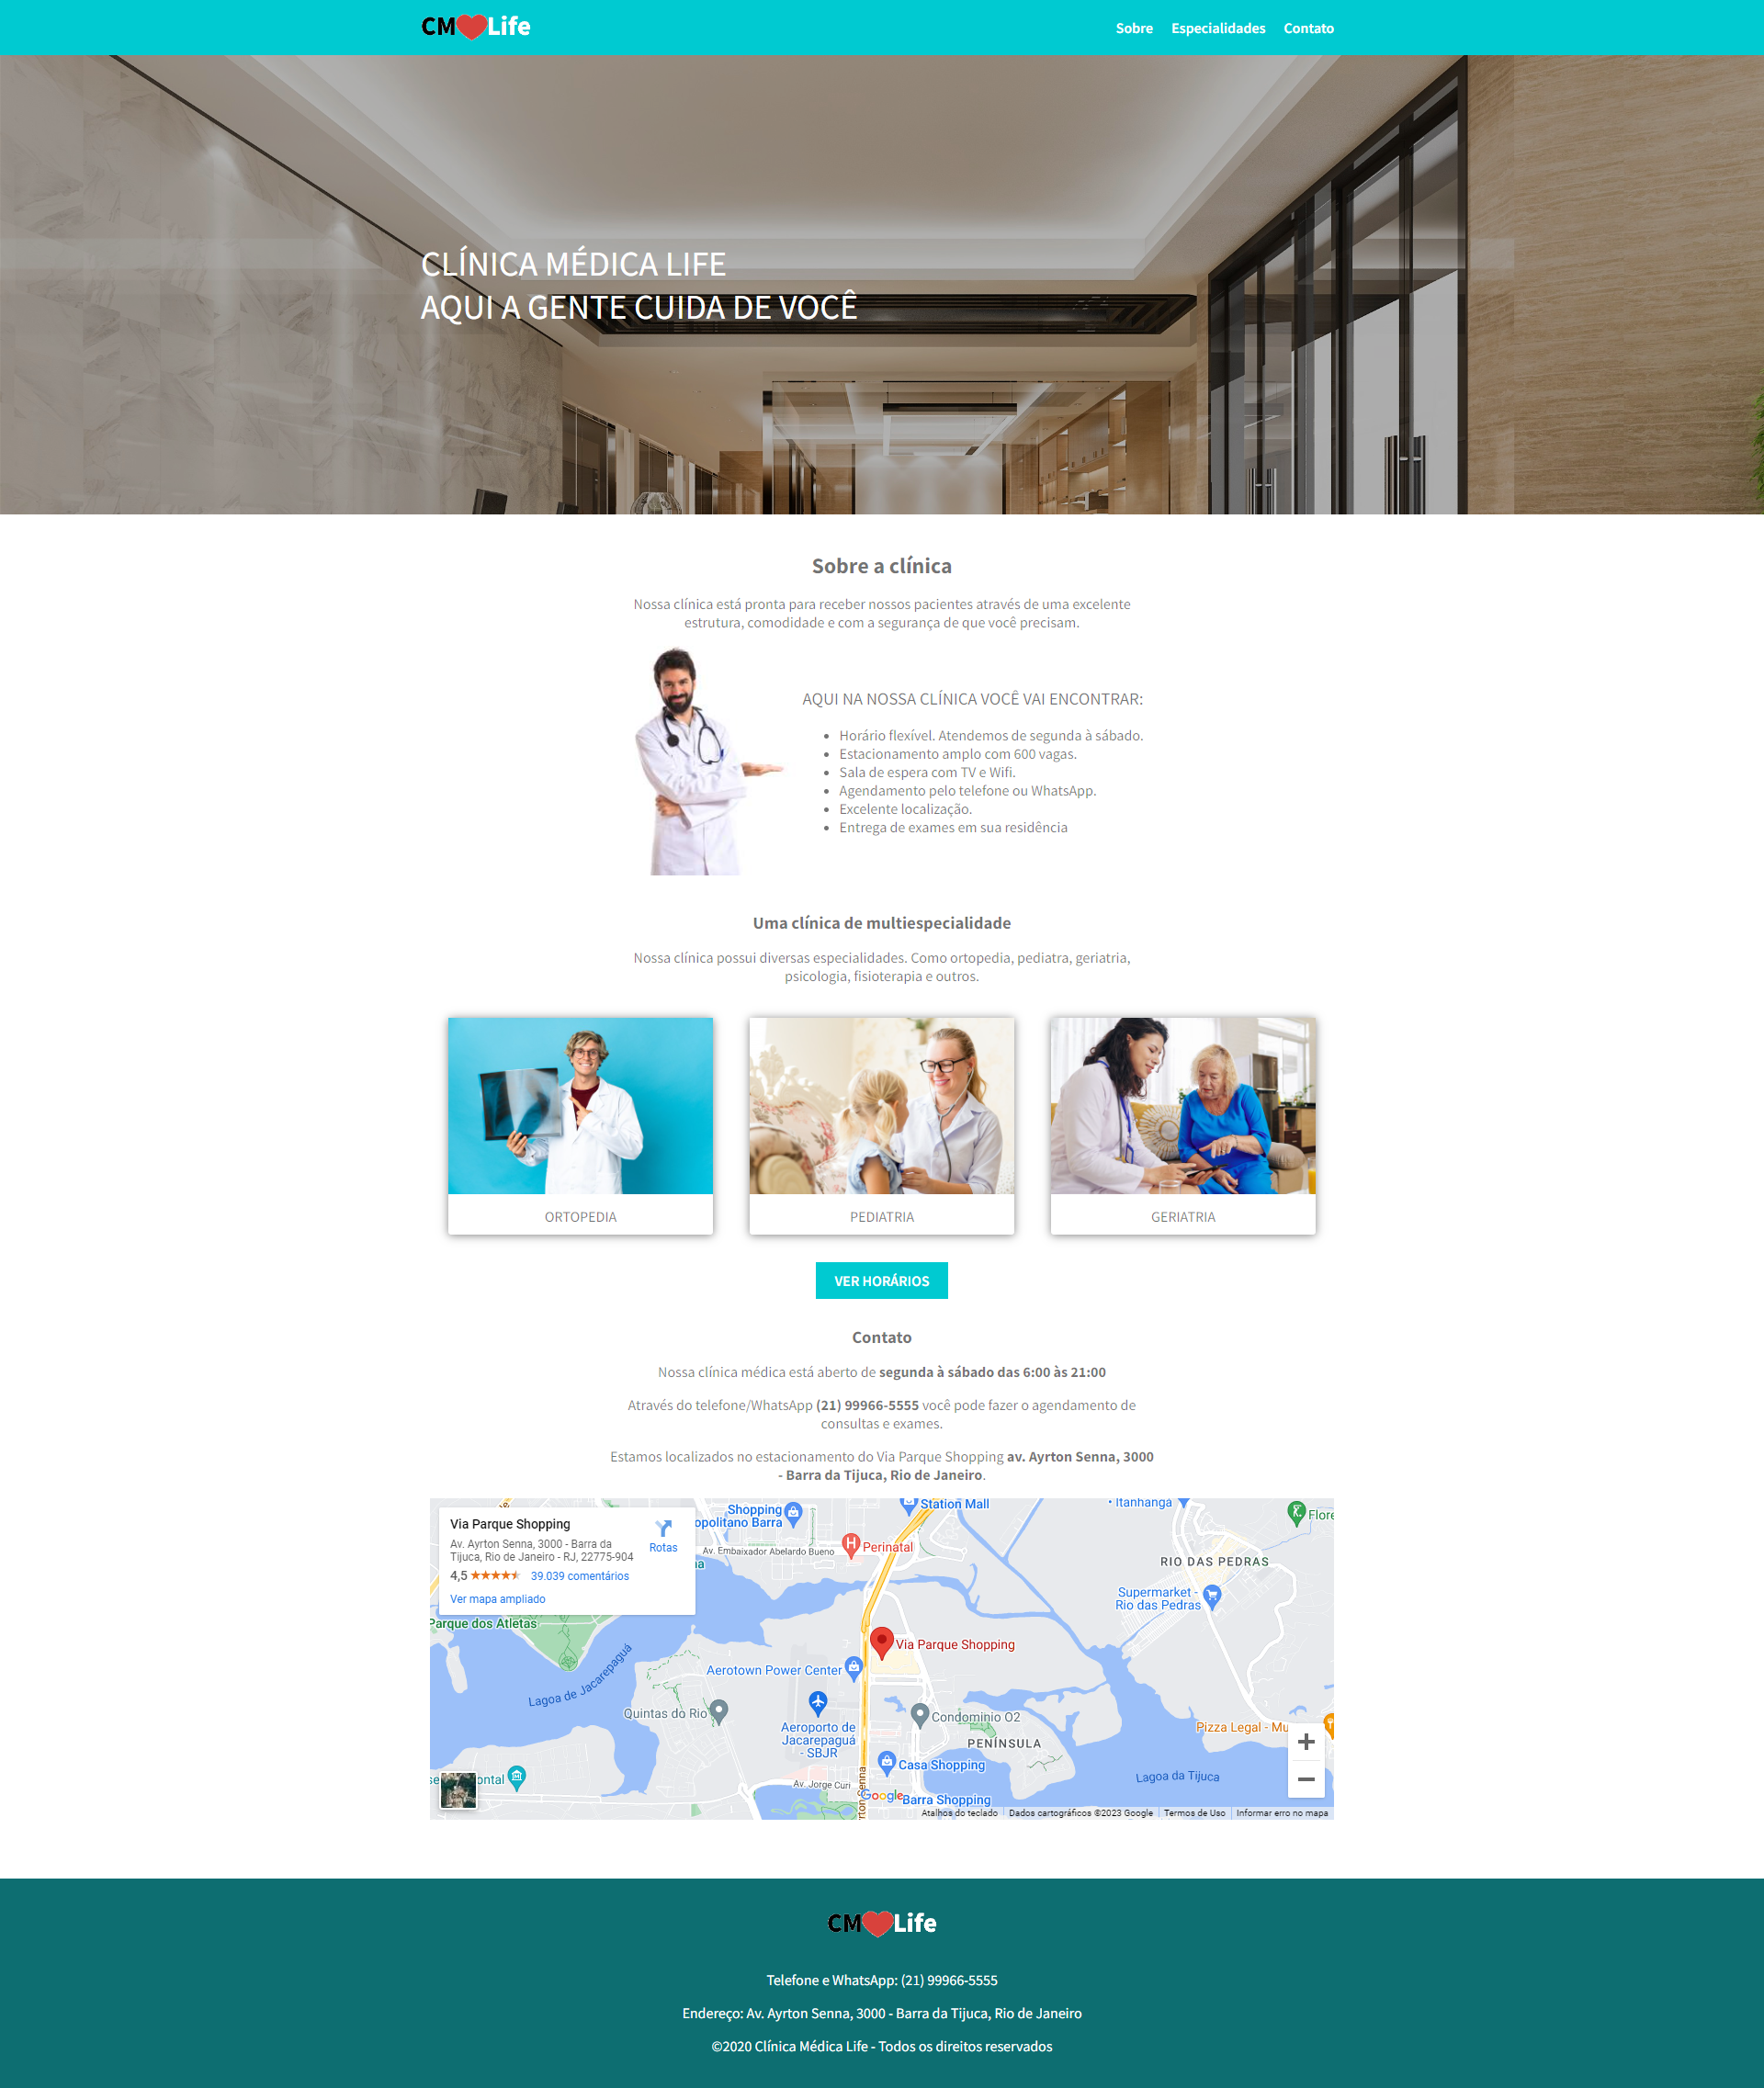 CM Life
Sobre Especialidades Contato
CLÍNICA MÉDICA LIFE
AQUI A GENTE CUIDA DE VOCÊ
Sobre a clínica
Nossa clínica está pronta para receber nossos pacientes através de uma excelente
estrutura, comodidade e com a segurança de que você precisam.
AQUI NA NOSSA CLÍNICA VOCÊ VAI ENCONTRAR:
Horário flexível. Atendemos de segunda à sábado.
Estacionamento amplo com 600 vagas.
Sala de espera com TV e Wifi.
Agendamento pelo telefone ou WhatsApp.
Excelente localização.
Entrega de exames em sua residência
Uma clínica de multiespecialidade
Nossa clínica possui diversas especialidades. Como ortopedia, pediatra, geriatria,
psicologia, fisioterapia e outros.
ORTOPEDIA
PEDIATRIA
GERIATRIA
VER HORÁRIOS
Contato
Nossa clínica médica está aberto de segunda à sábado das 6:00 às 21:00
Através do telefone/WhatsApp (21) 99966-5555 você pode fazer o agendamento de
consultas e exames.
Estamos localizados no estacionamento do Via Parque Shopping av. Ayrton Senna, 3000
- Barra da Tijuca, Rio de Janeiro.
Via Parque Shopping
Av. Ayrton Senna, 3000 - Barra da
Tijuca, Rio de Janeiro - RJ, 22775-904
4,5 39.039 comentários
Ver mapa ampliado
Rotas
Shopping
opolitano Barra
Station Mall
Itanhangá
Flore
Av. Embaixador Abelardo Bueno
Perinatal
RIO DAS PEDRAS
Supermarket -
Rio das Pedras
Parque dos Atletas
Via Parque Shopping
Aerotown Power Center
Lagoa de Jacarepaguá
Quintas do Rio
Aeroporto de
Jacarepaguá
- SBJR
Condominio O2
PENÍNSULA
Pizza Legal - Mu
Casa Shopping
Lagoa da Tijuca
ontal
Av. Jorge Curi
rton Senna
Google
Barra Shopping
Atalhos do teclado Dados cartográficos ©2023 Google Termos de Uso Informar erro no mapa
CM Life
Telefone e WhatsApp: (21) 99966-5555
Endereço: Av. Ayrton Senna, 3000 - Barra da Tijuca, Rio de Janeiro
©2020 Clínica Médica Life - Todos os direitos reservados